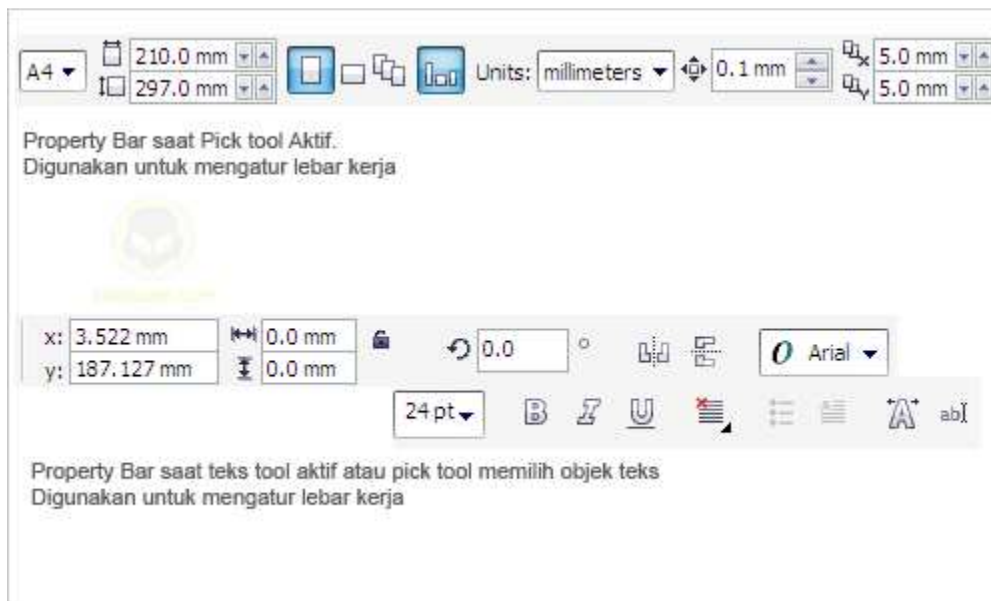 A4 210.0 mm Units: millimeters 0.1 mm x 5.0 mm
297.0 mm y 5.0 mm
Property Bar saat Pick tool Aktif.
Digunakan untuk mengatur lebar kerja
x: 3.522 mm 0.0 mm 0.0 ° O Arial
y: 187.127 mm 0.0 mm
24 pt B I U A abI
Property Bar saat teks tool aktif atau pick tool memilih objek teks
Digunakan untuk mengatur lebar kerja